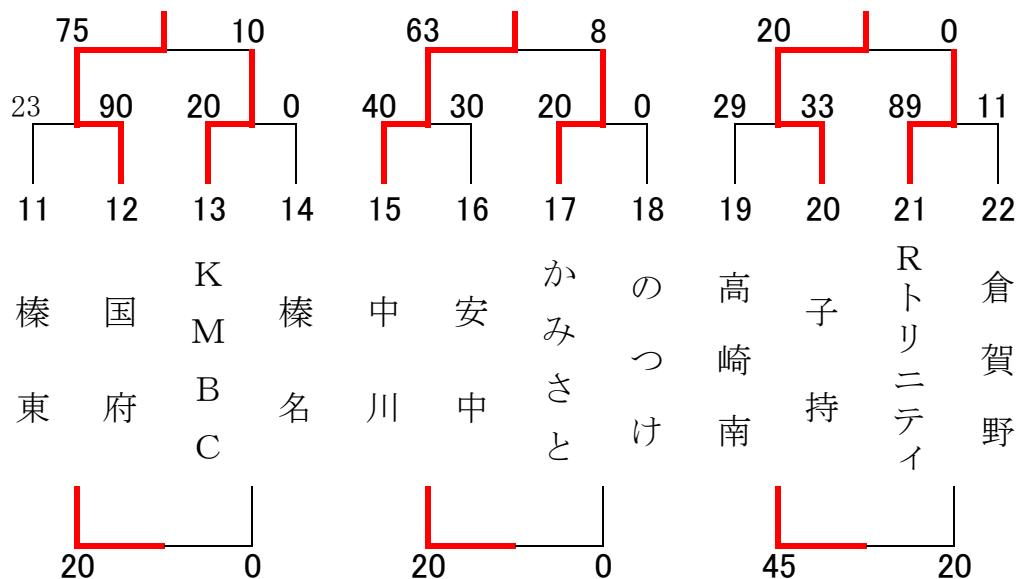 75 10 63 8 20 0
23 90 20 0 40 30 20 0 29 33 89 11
11 12 13 14 15 16 17 18 19 20 21 22
榛東
国府
KMBC
榛名
中川
安中
かみさと
のつけ
高崎南
子持
Rトリニティ
倉賀野
20 0 20 0 45 20